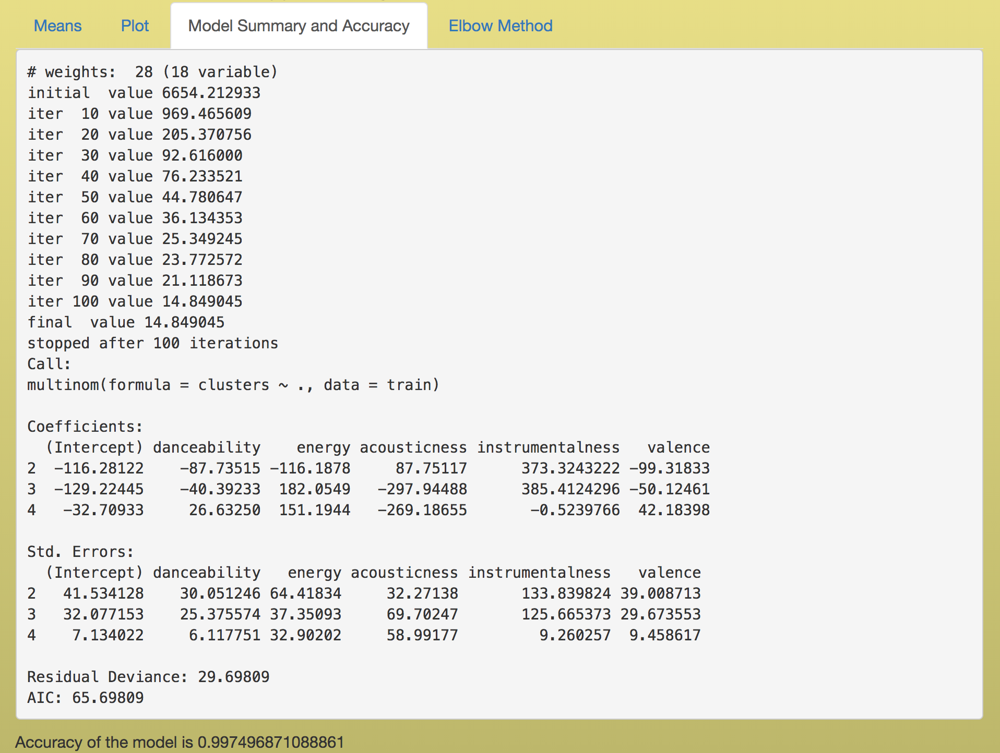 Means Plot Model Summary and Accuracy Elbow Method
# weights:  28 (18 variable)
initial  value 6654.212933
iter  10 value 969.465609
iter  20 value 205.370756
iter  30 value 92.616000
iter  40 value 76.233521
iter  50 value 44.780647
iter  60 value 36.134353
iter  70 value 25.349245
iter  80 value 23.772572
iter  90 value 21.118673
iter 100 value 14.849045
final  value 14.849045
stopped after 100 iterations
Call:
multinom(formula = clusters ~ ., data = train)
Coefficients:
  (Intercept) danceability    energy acousticness instrumentalness   valence
2  −116.28122    −87.73515 −116.1878     87.75117      373.3243222 −99.31833
3  −129.22445    −40.39233  182.0549   −297.94488      385.4124296 −50.12461
4   −32.70933     26.63250  151.1944   −269.18655       −0.5239766  42.18398
Std. Errors:
  (Intercept) danceability   energy acousticness instrumentalness   valence
2   41.534128    30.051246 64.41834     32.27138       133.839824 39.008713
3   32.077153    25.375574 37.35093     69.70247       125.665373 29.673553
4    7.134022     6.117751 32.90202     58.99177         9.260257  9.458617
Residual Deviance: 29.69809
AIC: 65.69809
Accuracy of the model is 0.997496871088861